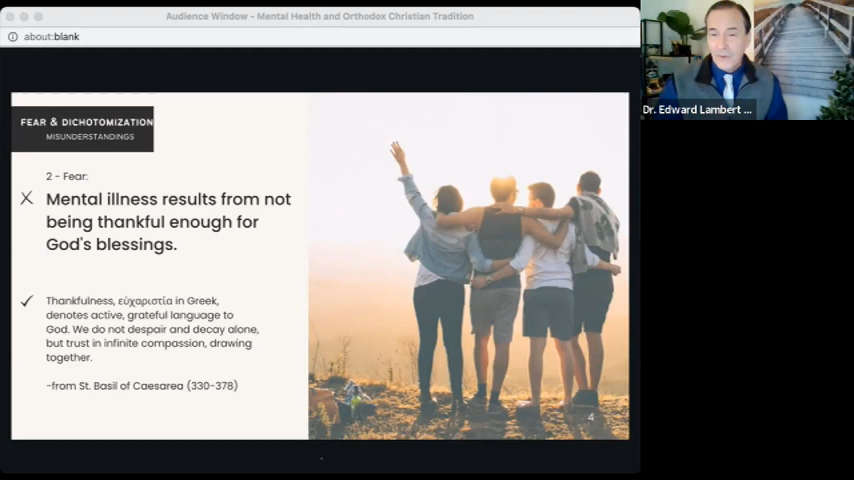 Audience Window - Mental Health and Orthodox Christian Tradition
about:blank
FEAR & DICHOTOMIZATION
MISUNDERSTANDINGS
2 - Fear:
Mental illness results from not
being thankful enough for
God's blessings.
Thankfulness, εὐχαριστία in Greek,
denotes active, grateful language to
God. We do not despair and decay alone,
but trust in infinite compassion, drawing
together.
-from St. Basil of Caesarea (330-378)
4
Dr. Edward Lambert ...